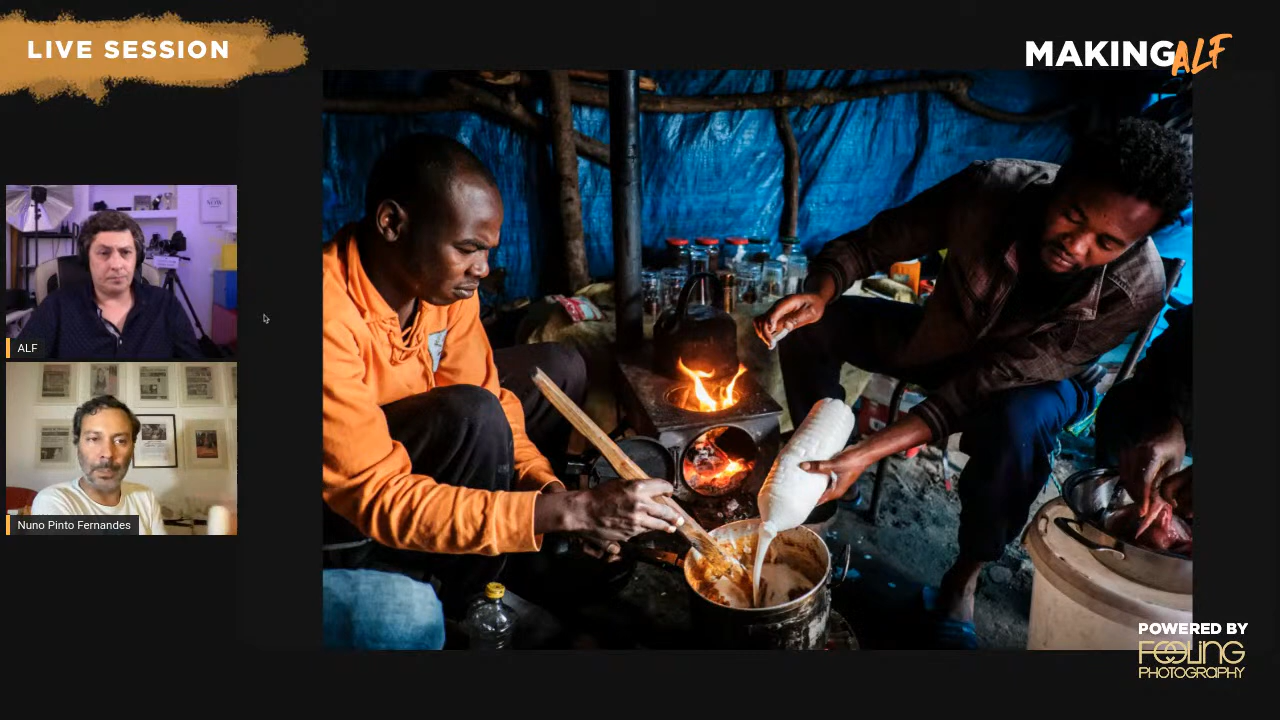 LIVE SESSION
MAKINGALF
ALF
Nuno Pinto Fernandes
POWERED BY
FEELING
PHOTOGRAPHY